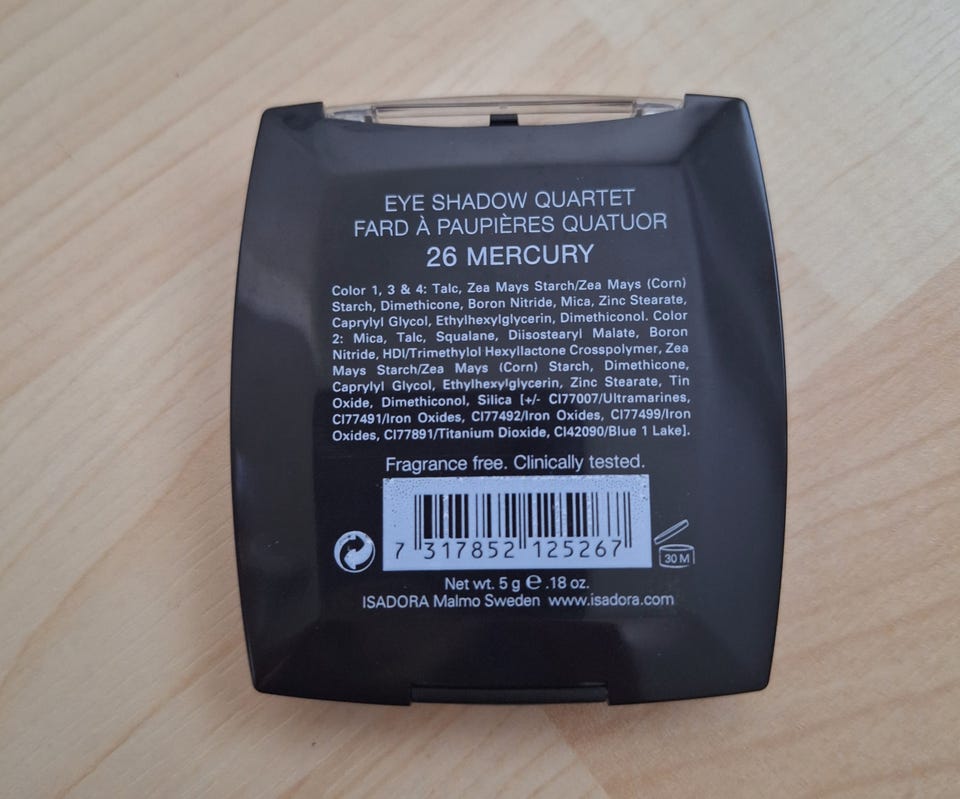 EYE SHADOW QUARTET
FARD À PAUPIÈRES QUATUOR
26 MERCURY
Color 1, 3 & 4: Talc, Zea Mays Starch/Zea Mays (Corn)
Starch, Dimethicone, Boron Nitride, Mica, Zinc Stearate,
Caprylyl Glycol, Ethylhexylglycerin, Dimethiconol. Color
2: Mica, Talc, Squalane, Diisostearyl Malate, Boron
Nitride, HDI/Trimethylol Hexyllactone Crosspolymer, Zea
Mays Starch/Zea Mays (Corn) Starch, Dimethicone,
Caprylyl Glycol, Ethylhexylglycerin, Zinc Stearate, Tin
Oxide, Dimethiconol, Silica [+/- CI77007/Ultramarines,
CI77491/Iron Oxides, CI77492/Iron Oxides, CI77499/Iron
Oxides, CI77891/Titanium Dioxide, CI42090/Blue 1 Lake].
Fragrance free. Clinically tested.
7 317852 125267
30 M
Net wt. 5 g e .18 oz.
ISADORA Malmo Sweden www.isadora.com